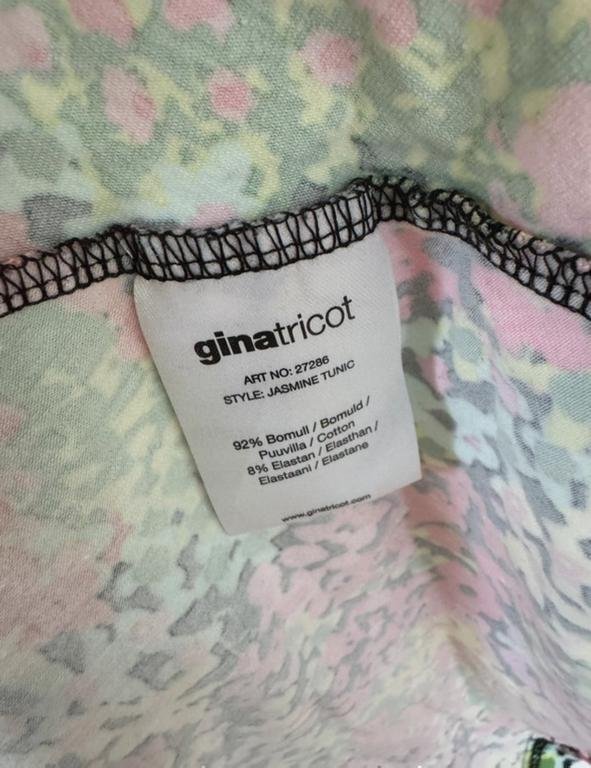 ginatricot
ART NO: 27286
STYLE: JASMINE TUNIC
92% Bomull / Bomuld /
Puuvilla / Cotton
8% Elastan / Elasthan /
Elastaani / Elastane
www.ginatricot.com